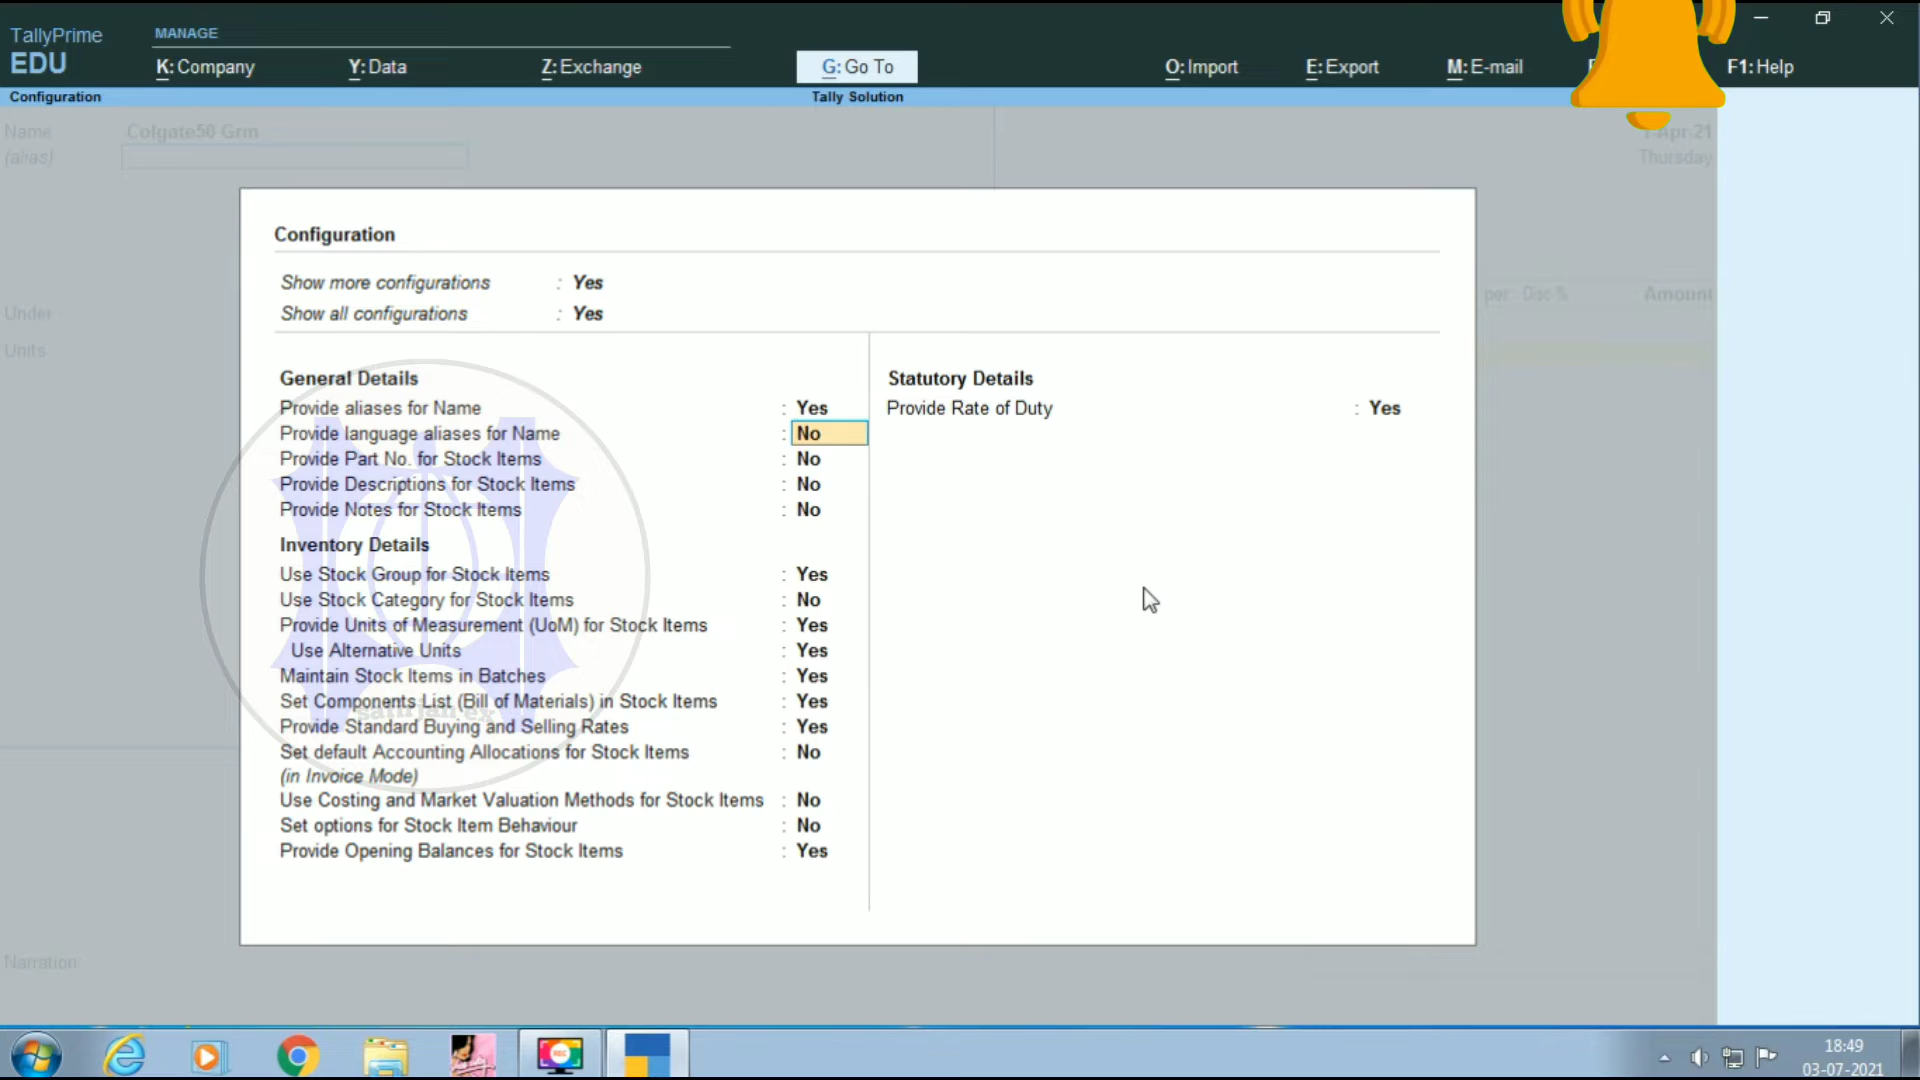 TallyPrime
EDU
MANAGE
K: Company
Y: Data
Z: Exchange
G: Go To
O: Import
E: Export
M: E-mail
F1: Help
Configuration
Tally Solution
Name
Colgate50 Grm
(alias)
1-Apr-21
Thursday
Under
Units
per Disc %
Amount
Configuration
Show more configurations : Yes
Show all configurations : Yes
General Details
Provide aliases for Name : Yes
Provide language aliases for Name : No
Provide Part No. for Stock Items : No
Provide Descriptions for Stock Items : No
Provide Notes for Stock Items : No
Inventory Details
Use Stock Group for Stock Items : Yes
Use Stock Category for Stock Items : No
Provide Units of Measurement (UoM) for Stock Items : Yes
Use Alternative Units : Yes
Maintain Stock Items in Batches : Yes
Set Components List (Bill of Materials) in Stock Items : Yes
Provide Standard Buying and Selling Rates : Yes
Set default Accounting Allocations for Stock Items : No
(in Invoice Mode)
Use Costing and Market Valuation Methods for Stock Items : No
Set options for Stock Item Behaviour : No
Provide Opening Balances for Stock Items : Yes
Statutory Details
Provide Rate of Duty : Yes
Narration:
REC
18:49
03-07-2021